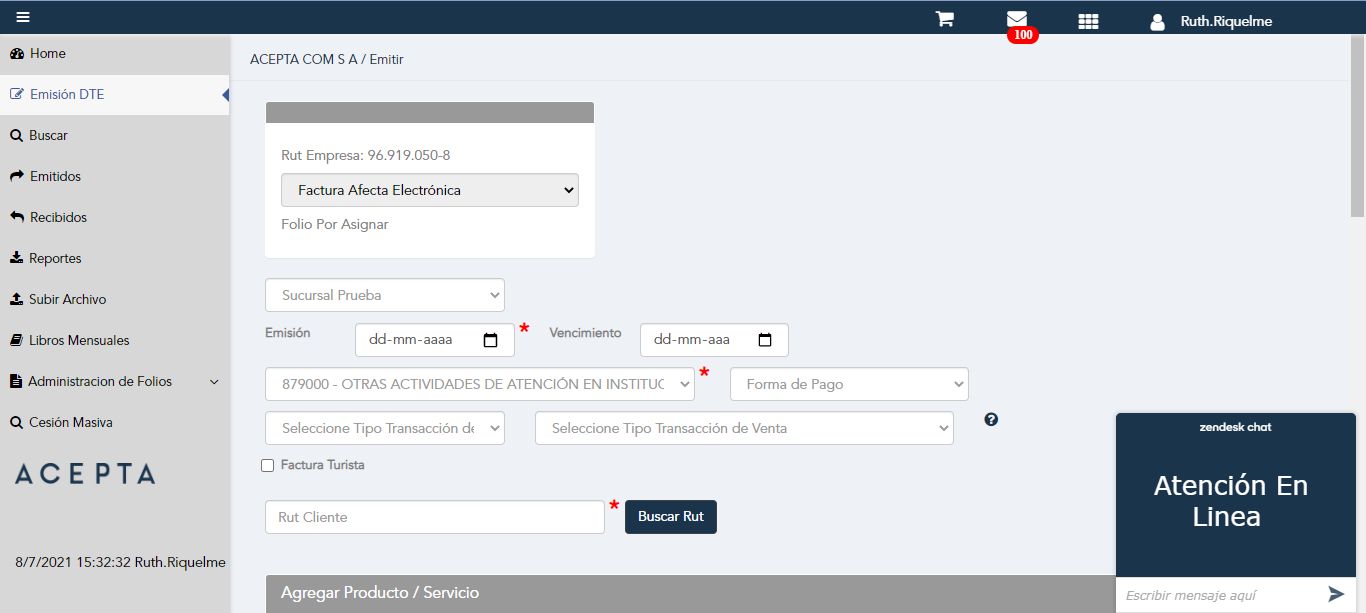 Ruth.Riquelme
100
Home
Emisión DTE
Buscar
Emitidos
Recibidos
Reportes
Subir Archivo
Libros Mensuales
Administracion de Folios
Cesión Masiva
ACEPTA
8/7/2021 15:32:32 Ruth.Riquelme
ACEPTA COM S A / Emitir
Rut Empresa: 96.919.050-8
Factura Afecta Electrónica
Folio Por Asignar
Sucursal Prueba
Emisión dd-mm-aaaa * Vencimiento dd-mm-aaa
879000 - OTRAS ACTIVIDADES DE ATENCIÓN EN INSTITUC * Forma de Pago
Seleccione Tipo Transacción de Seleccione Tipo Transacción de Venta ?
Factura Turista
Rut Cliente * Buscar Rut
Agregar Producto / Servicio
zendesk chat
Atención En
Linea
Escribir mensaje aquí